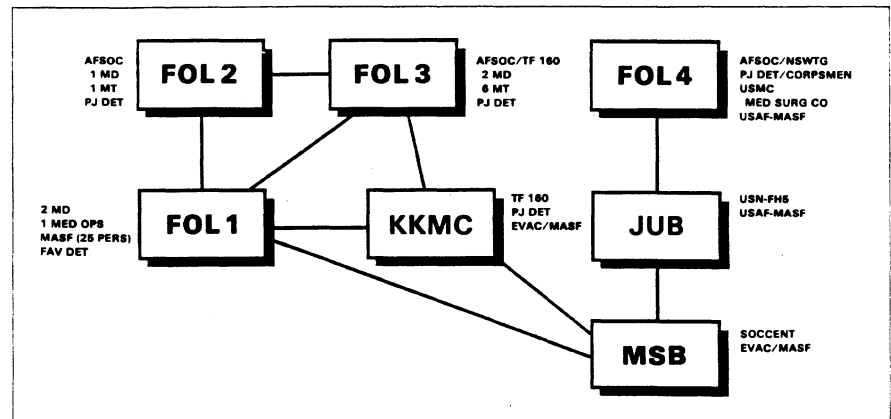 AFSOC
1 MD
1 MT
PJ DET
FOL 2
FOL 3
AFSOC/TF 160
2 MD
6 MT
PJ DET
FOL 4
AFSOC/NSWTG
PJ DET/CORPSMEN
USMC
MED SURG CO
USAF-MASF
2 MD
1 MED OPS
MASF (25 PERS)
FAV DET
FOL 1
KKMC
TF 160
PJ DET
EVAC/MASF
JUB
USN-FH5
USAF-MASF
MSB
SOCCENT
EVAC/MASF